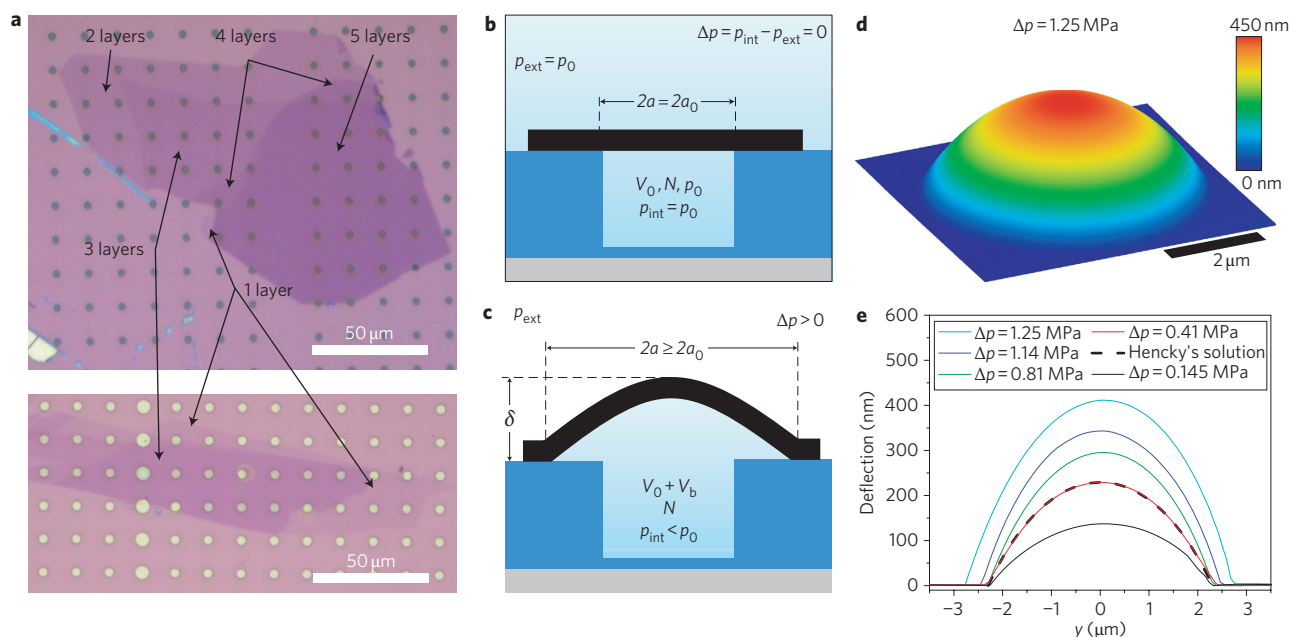 a
2 layers
4 layers
5 layers
3 layers
1 layer
50 μm
50 μm
b
Δp = p_int – p_ext = 0
p_ext = p_0
2a = 2a_0
V_0, N, p_0
p_int = p_0
c
p_ext
Δp > 0
2a ≥ 2a_0
δ
V_0 + V_b
N
p_int < p_0
d
Δp = 1.25 MPa
450 nm
0 nm
2 μm
e
600
500
400
300
200
100
0
Deflection (nm)
Δp = 1.25 MPa
Δp = 1.14 MPa
Δp = 0.81 MPa
Δp = 0.41 MPa
Hencky's solution
Δp = 0.145 MPa
−3 −2 −1 0 1 2 3
y (μm)